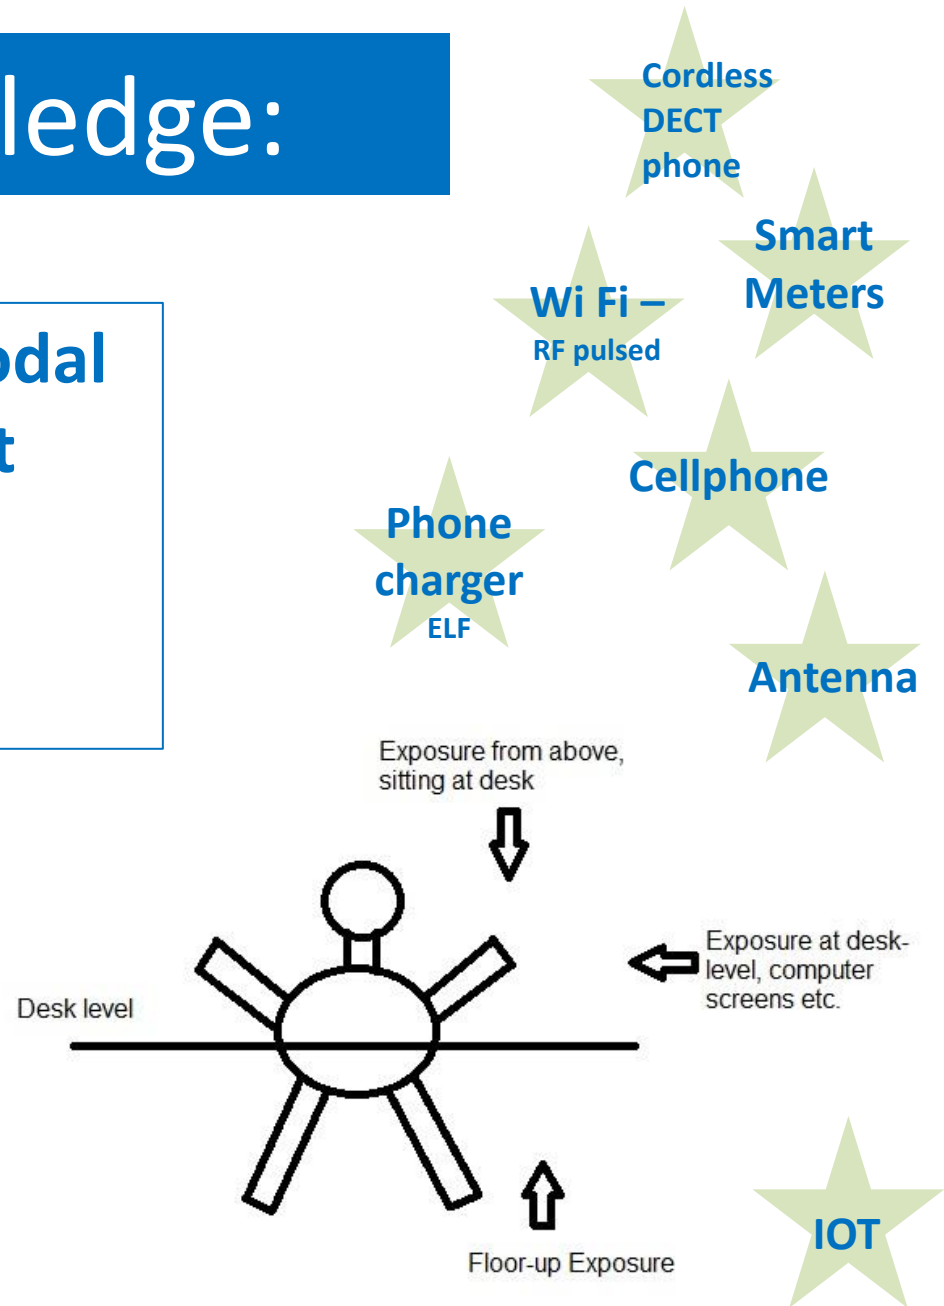 ledge:
Cordless
DECT
phone
Smart
Meters
Wi Fi –
RF pulsed
odal
t
Cellphone
Phone
charger
ELF
Antenna
Exposure from above,
sitting at desk
Exposure at desk-
level, computer
screens etc.
Desk level
Floor-up Exposure
IOT